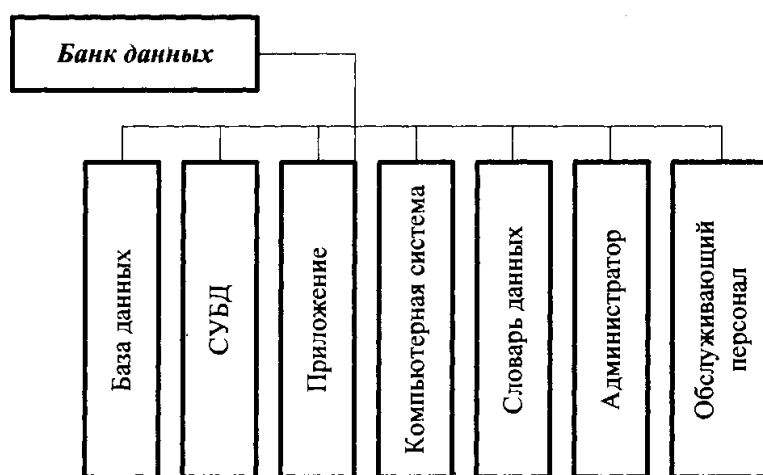 Банк данных
База данных
СУБД
Приложение
Компьютерная система
Словарь данных
Администратор
Обслуживающий
персонал